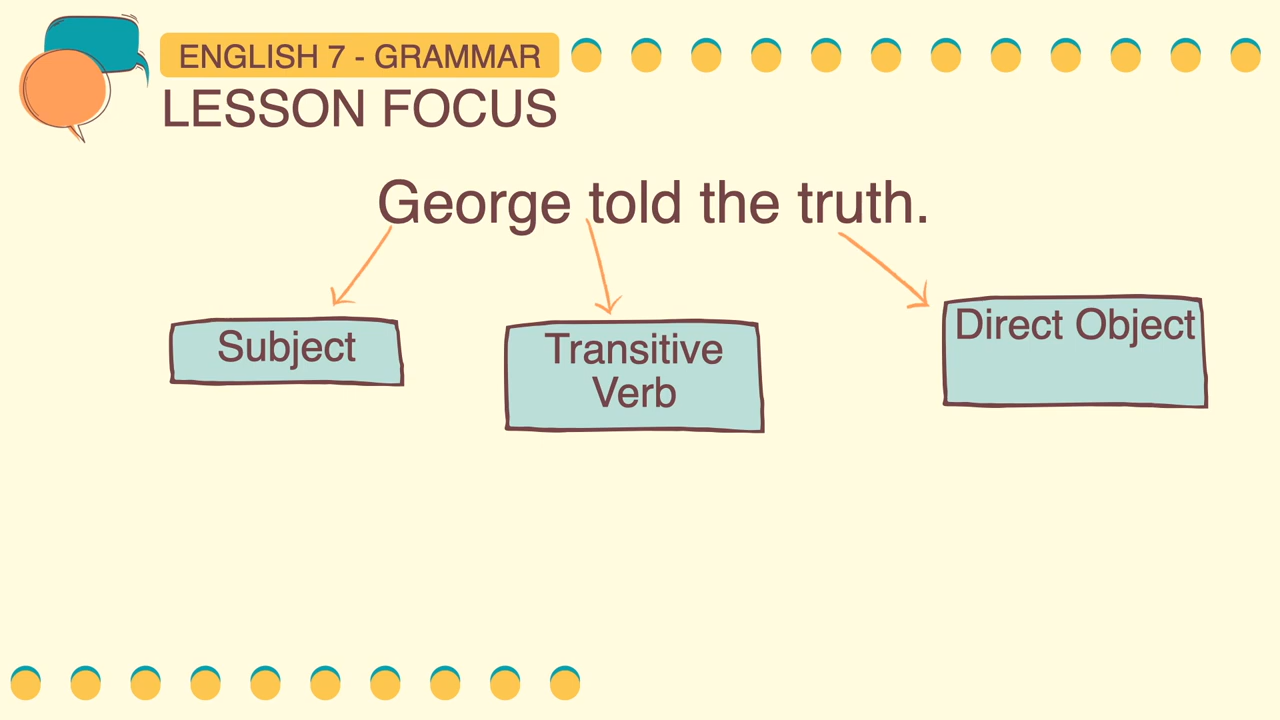 ENGLISH 7 - GRAMMAR
LESSON FOCUS
George told the truth.
Subject
Transitive
Verb
Direct Object